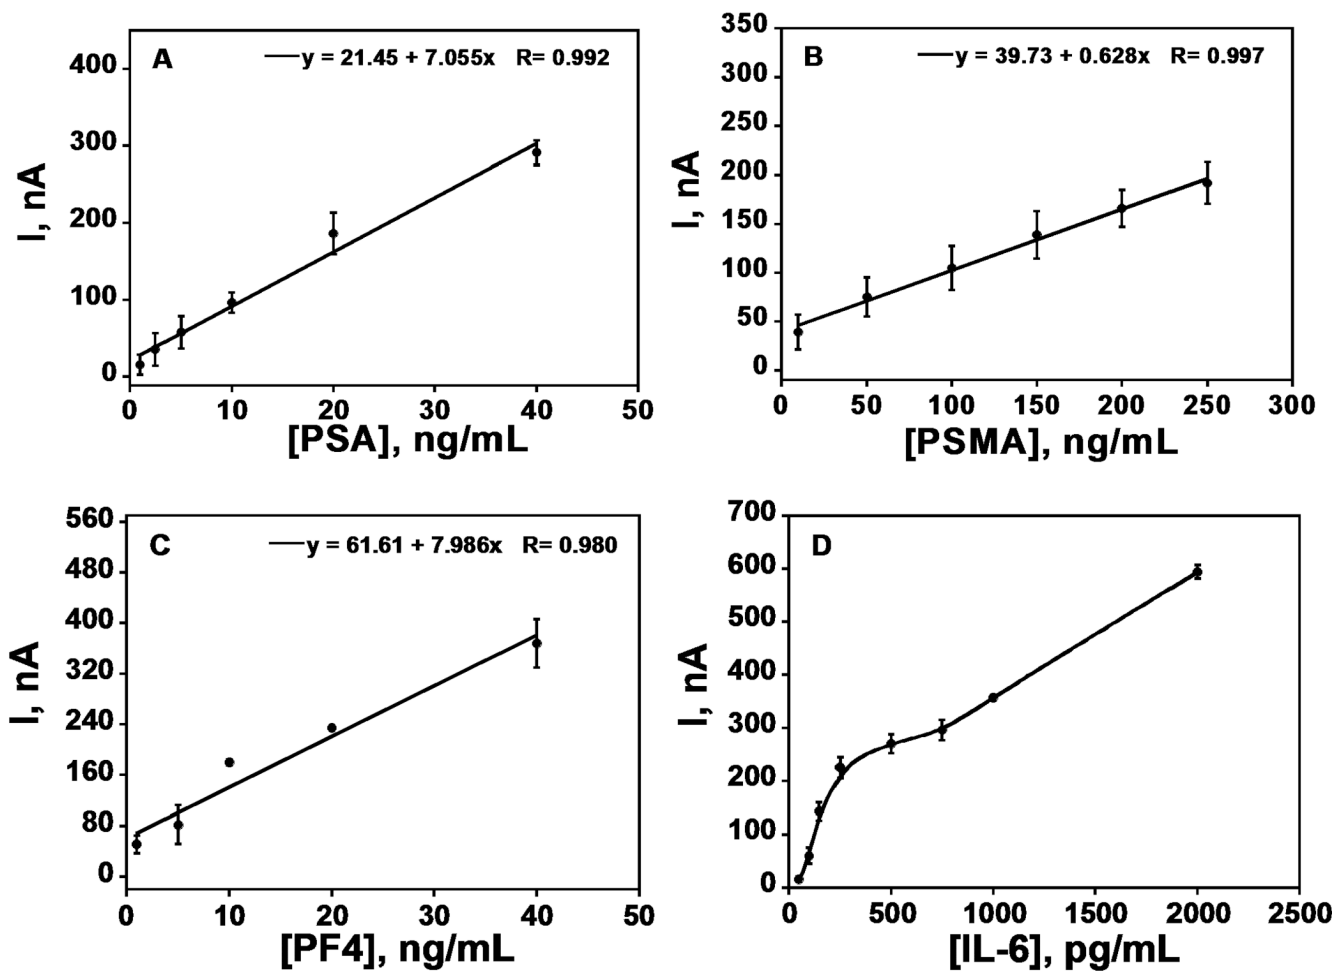 A
y = 21.45 + 7.055x R= 0.992
400
300
200
100
0
0 10 20 30 40 50
I, nA
[PSA], ng/mL
B
y = 39.73 + 0.628x R= 0.997
350
300
250
200
150
100
50
0
0 50 100 150 200 250 300
I, nA
[PSMA], ng/mL
C
y = 61.61 + 7.986x R= 0.980
560
480
400
320
240
160
80
0
0 10 20 30 40 50
I, nA
[PF4], ng/mL
D
700
600
500
400
300
200
100
0
0 500 1000 1500 2000 2500
I, nA
[IL-6], pg/mL